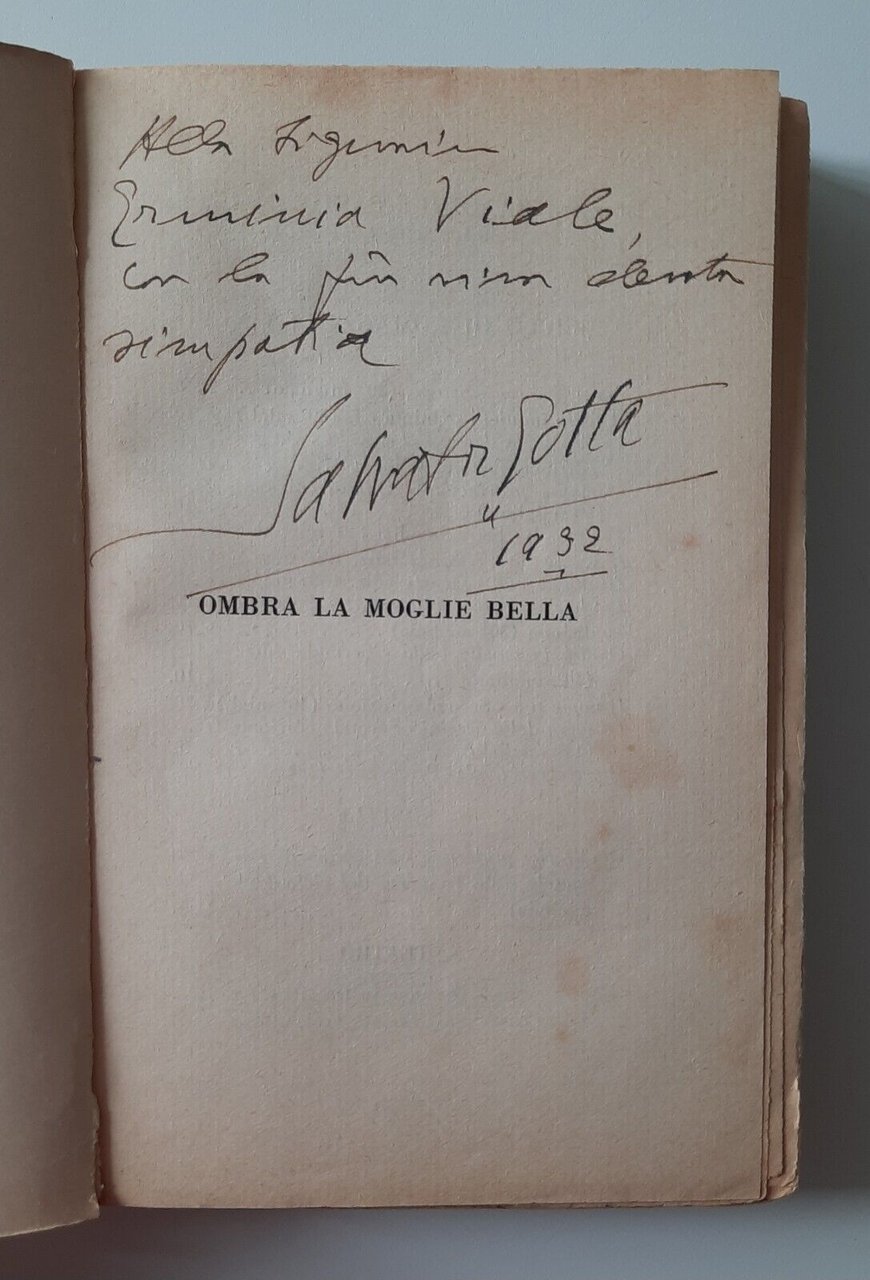 Alla Signorina
Erminia Viale,
con la più viva devota
simpatia
Salvator Gotta
1932
OMBRA LA MOGLIE BELLA